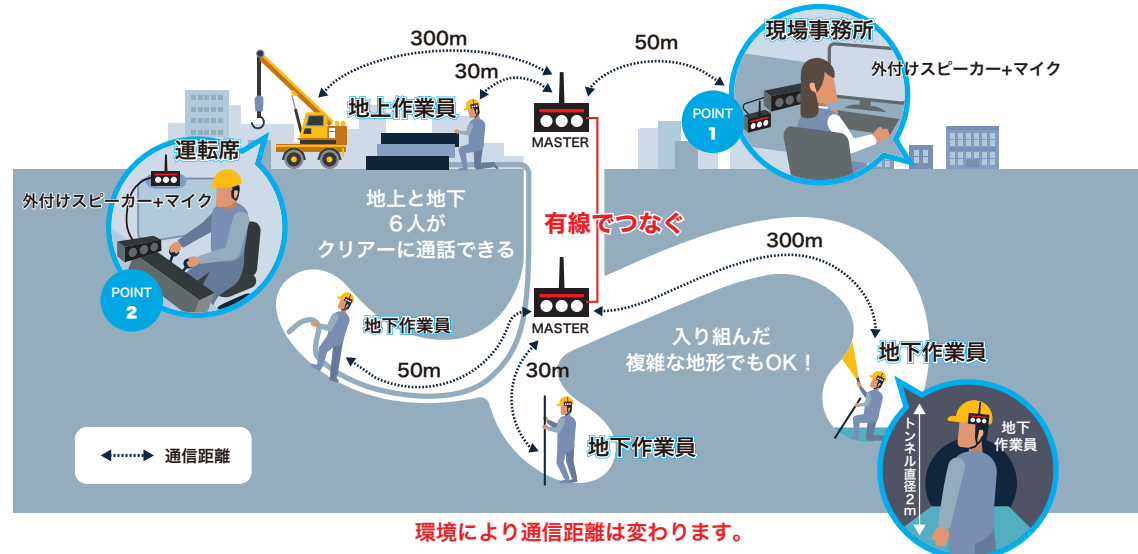 300m
30m
50m
現場事務所
外付けスピーカー+マイク
POINT
1
地上作業員
MASTER
運転席
外付けスピーカー+マイク
POINT
2
地上と地下
6人が
クリアーに通話できる
有線でつなぐ
MASTER
300m
地下作業員
50m
30m
入り組んだ
複雑な地形でもOK！
地下作業員
地下作業員
トンネル直径2m
地下
作業員
通信距離
環境により通信距離は変わります。